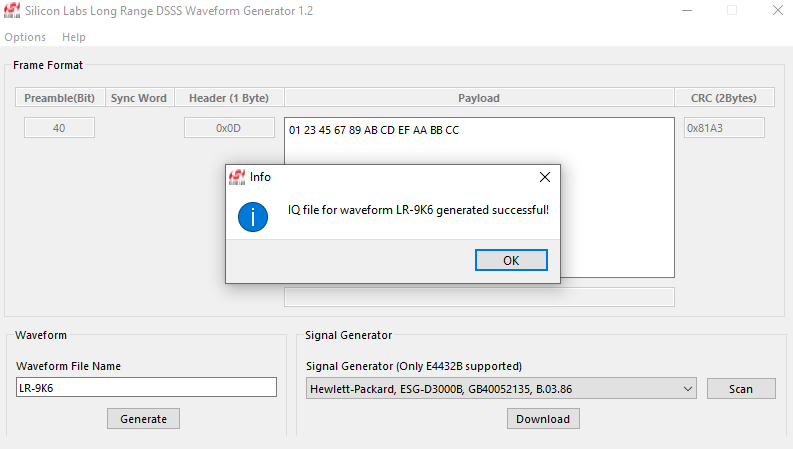 Silicon Labs Long Range DSSS Waveform Generator 1.2
Options Help
Frame Format
Preamble(Bit) Sync Word Header (1 Byte) Payload CRC (2Bytes)
40 0x0D 01 23 45 67 89 AB CD EF AA BB CC 0x81A3
Info
IQ file for waveform LR-9K6 generated successful!
OK
Waveform
Waveform File Name
LR-9K6
Generate
Signal Generator
Signal Generator (Only E4432B supported)
Hewlett-Packard, ESG-D3000B, GB40052135, B.03.86 Scan
Download